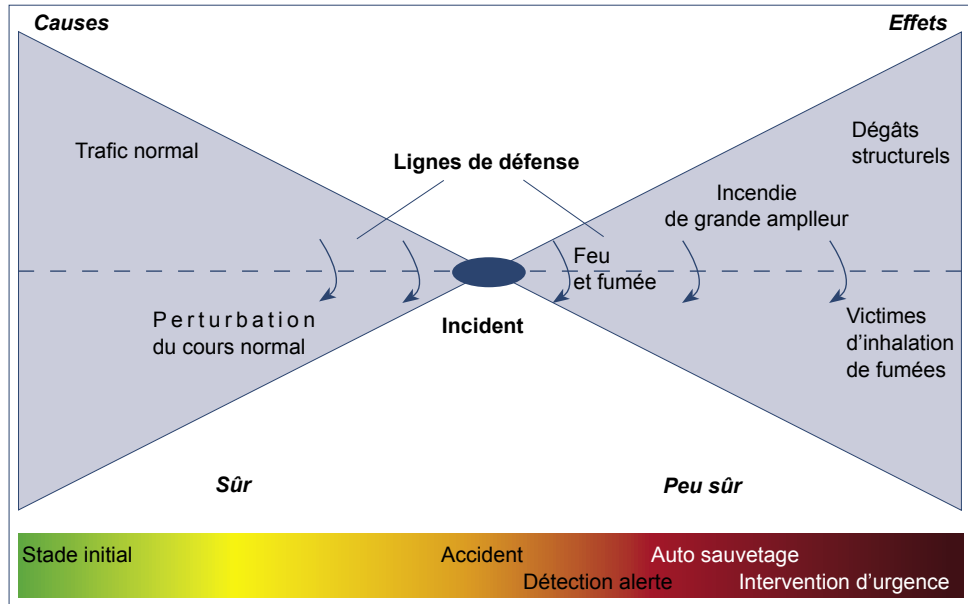 Causes
Effets
Trafic normal
Dégâts
structurels
Lignes de défense
Incendie
de grande amplleur
Feu
et fumée
Perturbation
du cours normal
Incident
Victimes
d'inhalation
de fumées
Sûr
Peu sûr
Stade initial
Accident
Auto sauvetage
Détection alerte
Intervention d'urgence